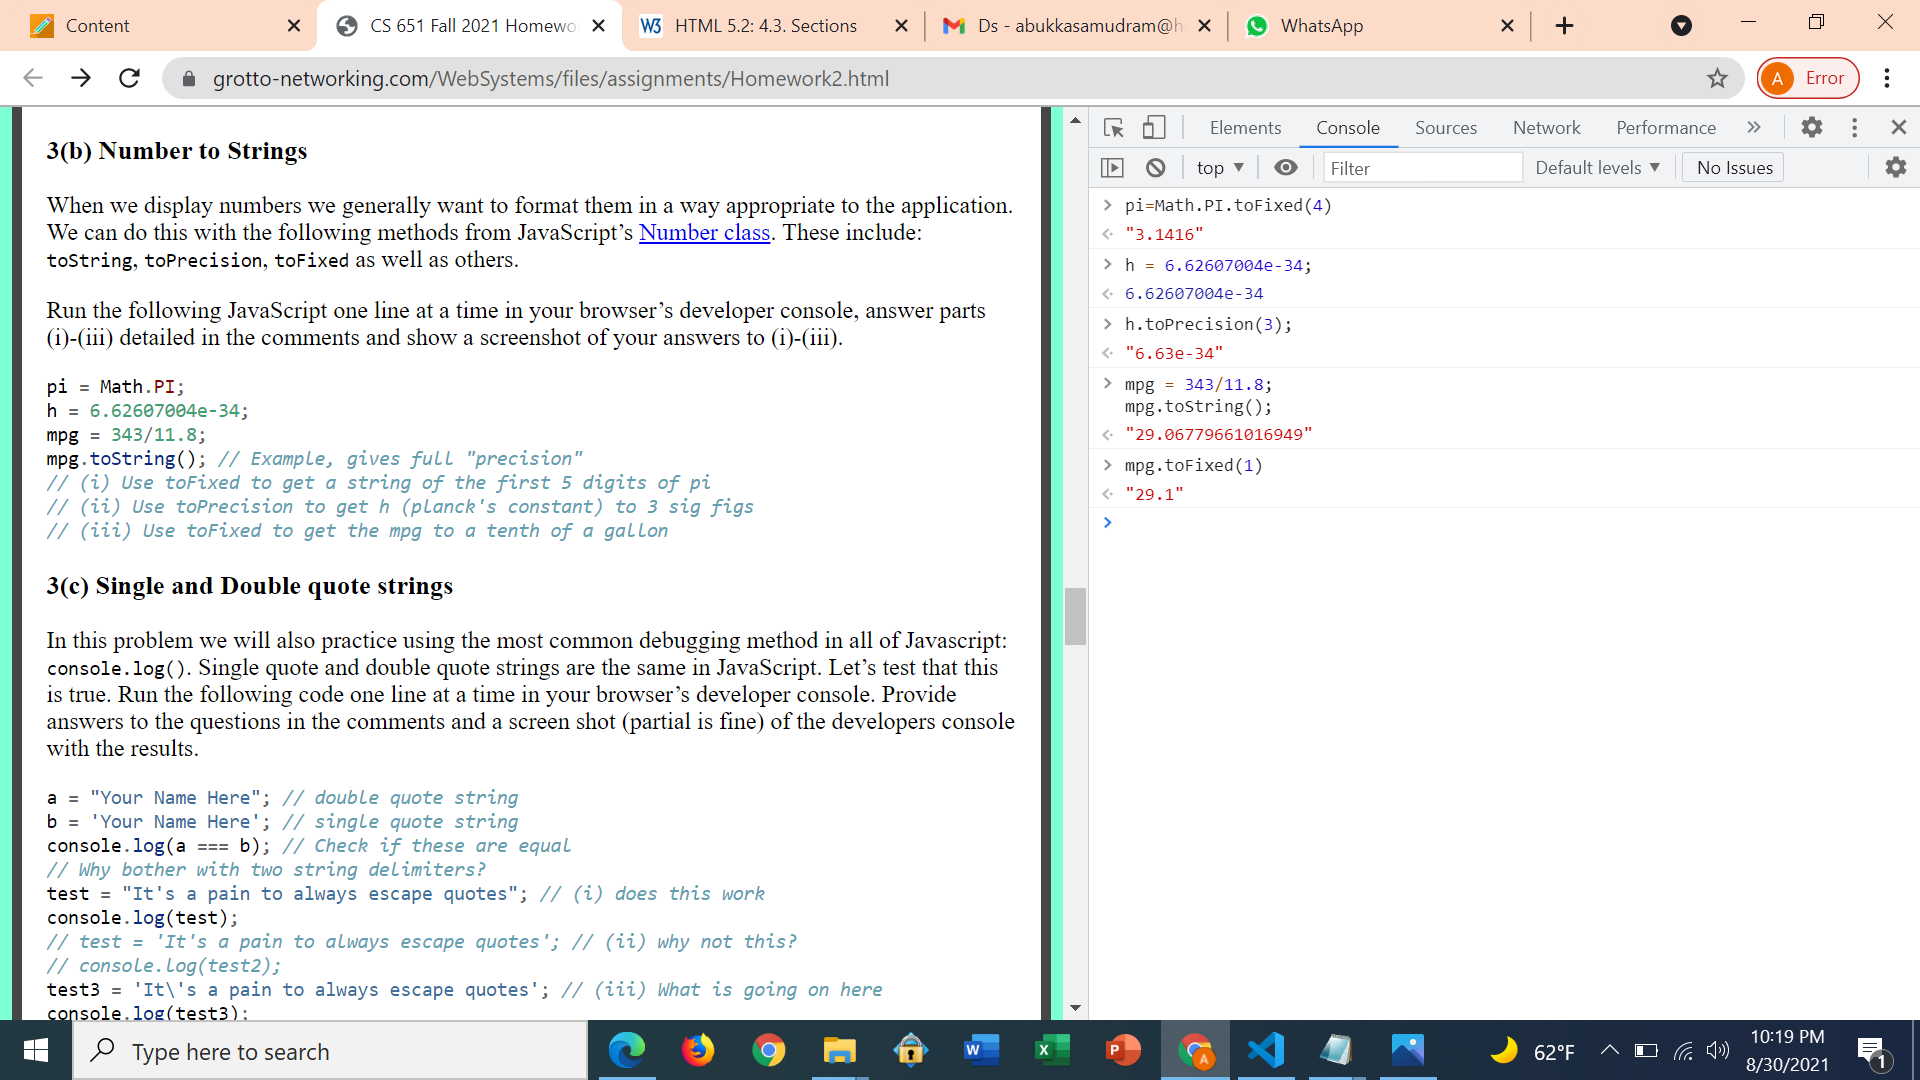 Content
CS 651 Fall 2021 Homewo
HTML 5.2: 4.3. Sections
Ds - abukkasamudram@h
WhatsApp
grotto-networking.com/WebSystems/files/assignments/Homework2.html
A Error
3(b) Number to Strings
When we display numbers we generally want to format them in a way appropriate to the application.
We can do this with the following methods from JavaScript’s Number class. These include:
toString, toPrecision, toFixed as well as others.
Run the following JavaScript one line at a time in your browser’s developer console, answer parts
(i)-(iii) detailed in the comments and show a screenshot of your answers to (i)-(iii).
pi = Math.PI;
h = 6.62607004e-34;
mpg = 343/11.8;
mpg.toString(); // Example, gives full "precision"
// (i) Use toFixed to get a string of the first 5 digits of pi
// (ii) Use toPrecision to get h (planck's constant) to 3 sig figs
// (iii) Use toFixed to get the mpg to a tenth of a gallon
3(c) Single and Double quote strings
In this problem we will also practice using the most common debugging method in all of Javascript:
console.log(). Single quote and double quote strings are the same in JavaScript. Let’s test that this
is true. Run the following code one line at a time in your browser’s developer console. Provide
answers to the questions in the comments and a screen shot (partial is fine) of the developers console
with the results.
a = "Your Name Here"; // double quote string
b = 'Your Name Here'; // single quote string
console.log(a === b); // Check if these are equal
// Why bother with two string delimiters?
test = "It's a pain to always escape quotes"; // (i) does this work
console.log(test);
// test = 'It's a pain to always escape quotes'; // (ii) why not this?
// console.log(test2);
test3 = 'It\'s a pain to always escape quotes'; // (iii) What is going on here
console.log(test3);
Elements Console Sources Network Performance »
top Filter Default levels No Issues
> pi=Math.PI.toFixed(4)
"3.1416"
> h = 6.62607004e-34;
6.62607004e-34
> h.toPrecision(3);
"6.63e-34"
> mpg = 343/11.8;
mpg.toString();
"29.06779661016949"
> mpg.toFixed(1)
"29.1"
>
Type here to search
62°F
10:19 PM
8/30/2021
1